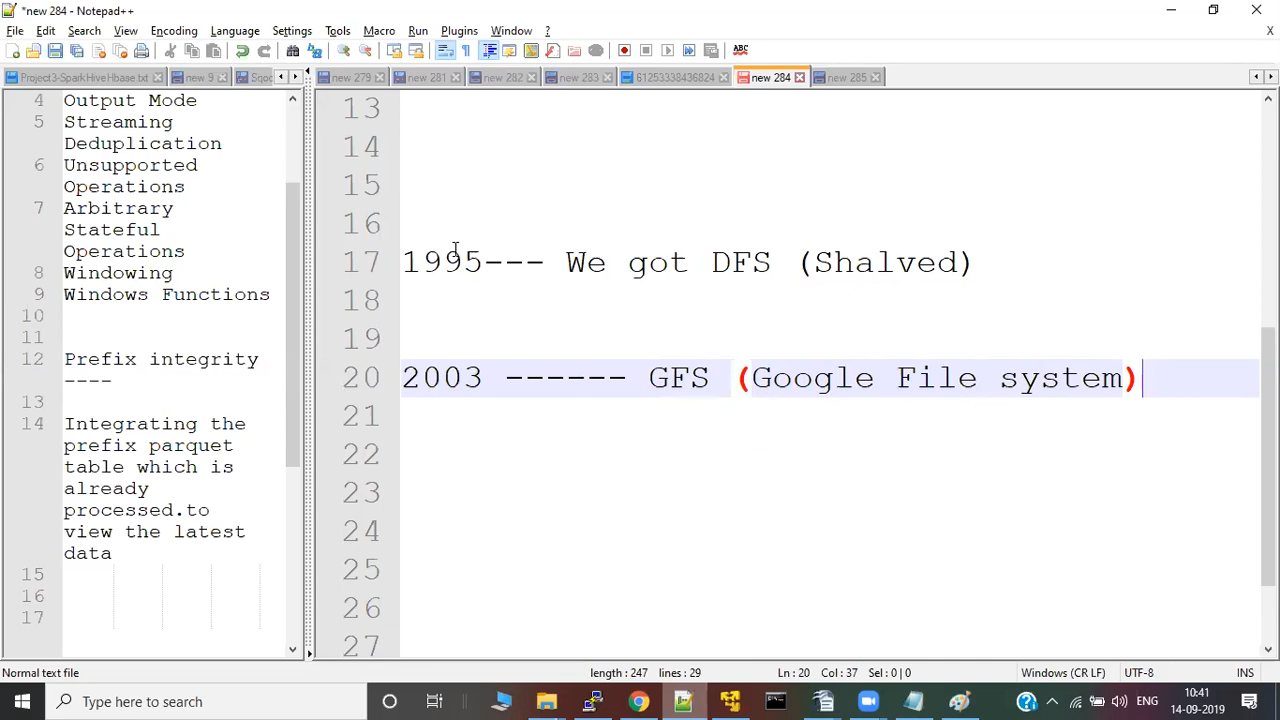 *new 284 - Notepad++
File Edit Search View Encoding Language Settings Tools Macro Run Plugins Window ?
Project3-SparkHiveHbase.txt new 9 new 279 new 281 new 282 new 283 61253338436824 new 284 new 285
4 Output Mode
5 Streaming
Deduplication
6 Unsupported
Operations
7 Arbitrary
Stateful
Operations
8 Windowing
9 Windows Functions
10
11
12 Prefix integrity
----
13
14 Integrating the
prefix parquet
table which is
already
processed.to
view the latest
data
15
16
17
13
14
15
16
17 1995--- We got DFS (Shalved)
18
19
20 2003 ------ GFS (Google File system)
21
22
23
24
25
26
27
Normal text file length : 247 lines : 29 Ln : 20 Col : 37 Sel : 0 | 0 Windows (CR LF) UTF-8 INS
Type here to search
ENG
10:41
14-09-2019